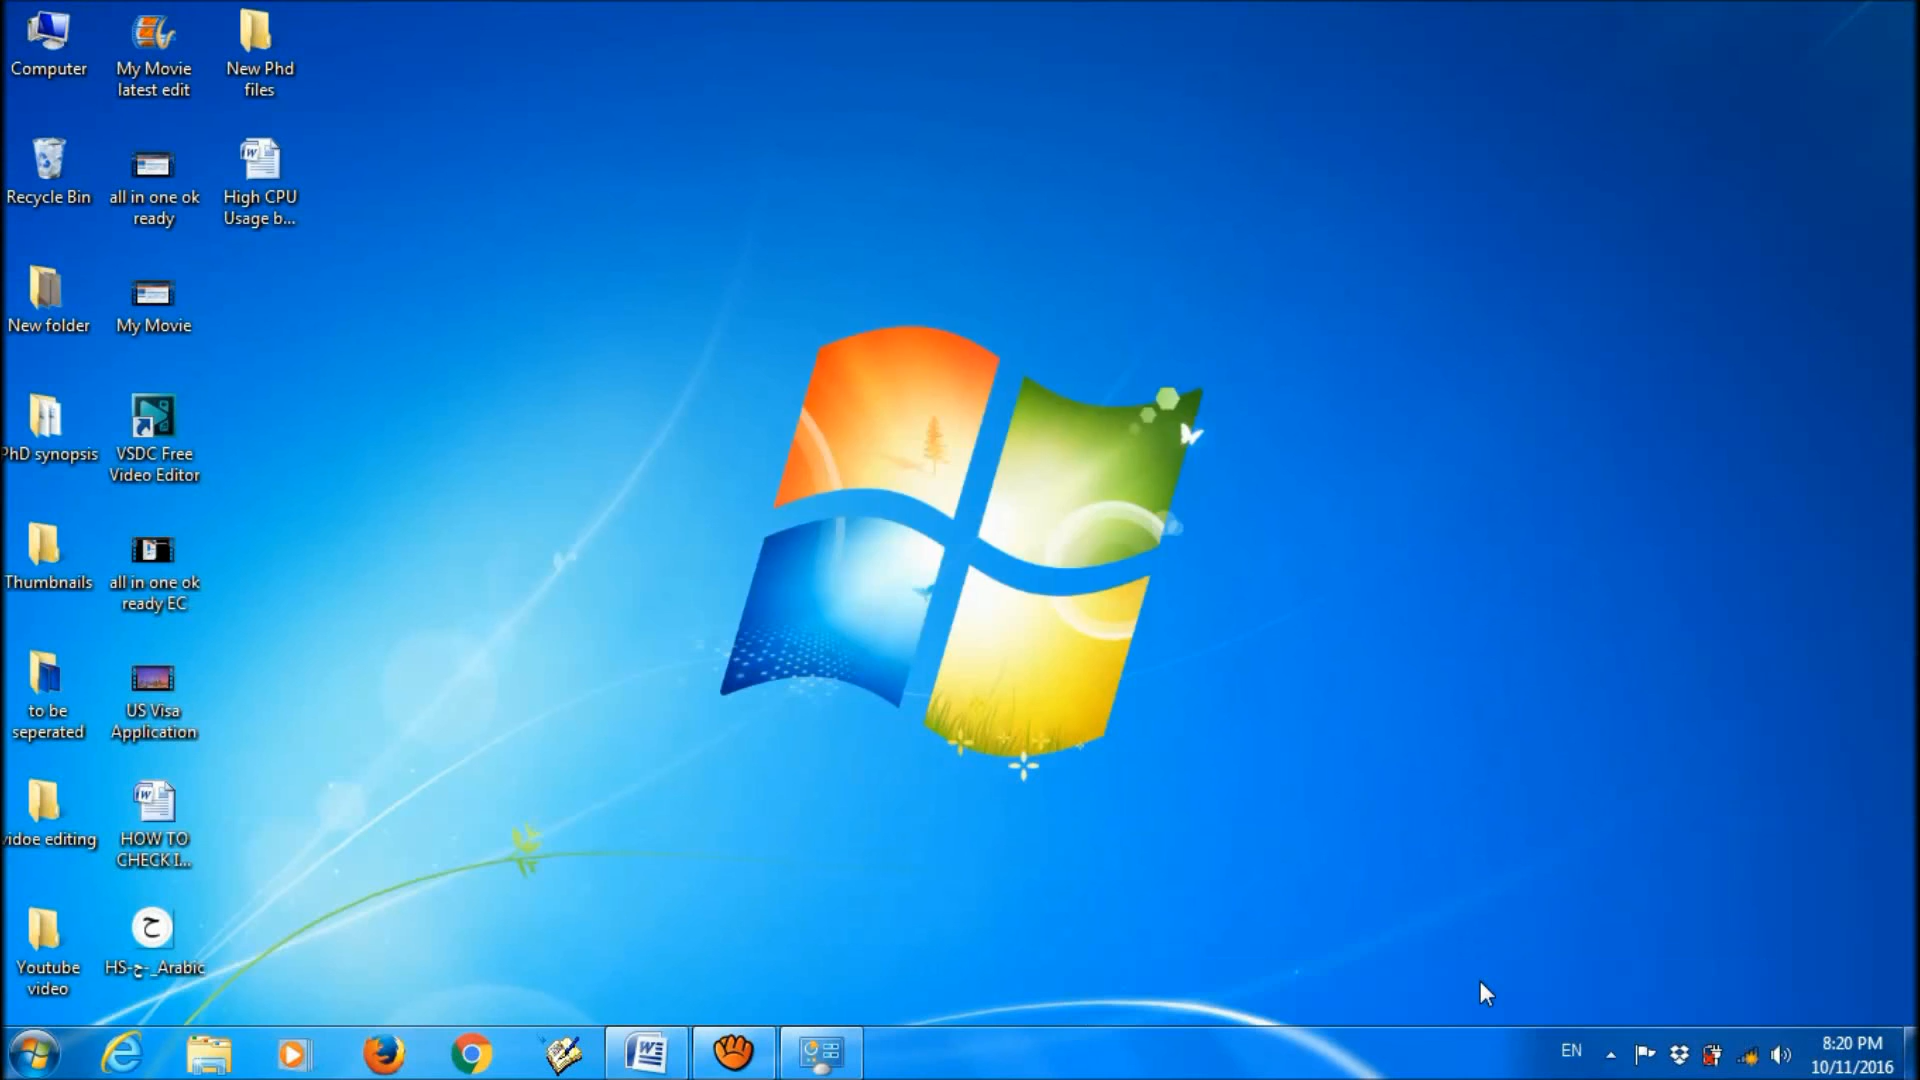 Computer
My Movie
latest edit
New Phd
files
Recycle Bin
all in one ok
ready
High CPU
Usage b...
New folder
My Movie
PhD synopsis
VSDC Free
Video Editor
Thumbnails
all in one ok
ready EC
to be
seperated
US Visa
Application
vidoe editing
HOW TO
CHECK I...
Youtube
video
ح
HS-ح-_Arabic
EN
8:20 PM
10/11/2016